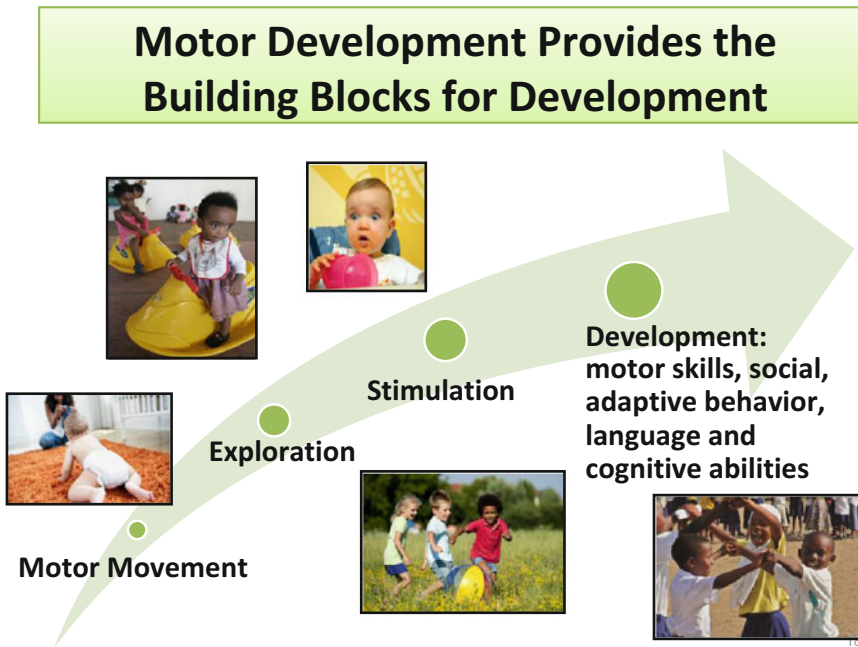 Motor Development Provides the
Building Blocks for Development
Motor Movement
Exploration
Stimulation
Development:
motor skills, social,
adaptive behavior,
language and
cognitive abilities